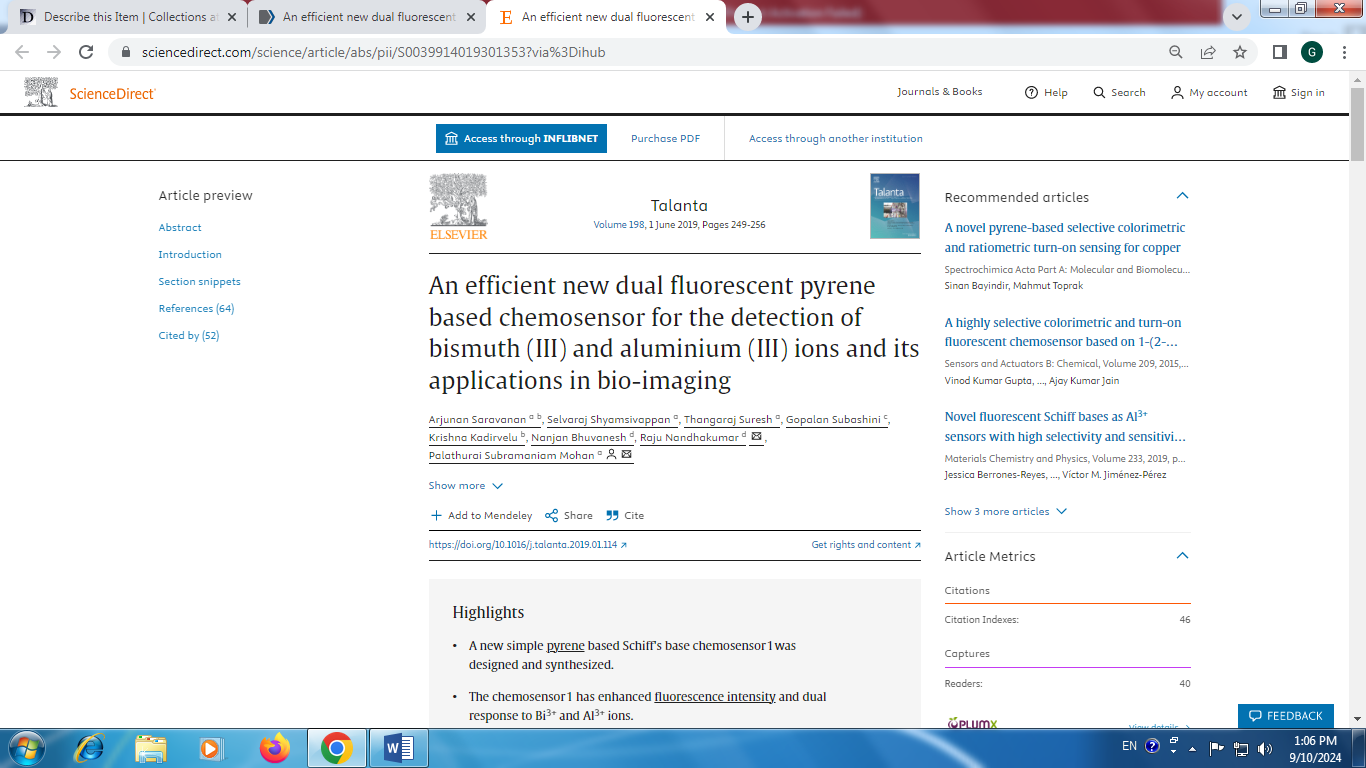 Describe this Item | Collections at
An efficient new dual fluorescent
An efficient new dual fluorescent
sciencedirect.com/science/article/abs/pii/S0039914019301353?via%3Dihub
G
ScienceDirect
Journals & Books
Help
Search
My account
Sign in
Access through INFLIBNET
Purchase PDF
Access through another institution
Article preview
Abstract
Introduction
Section snippets
References (64)
Cited by (52)
ELSEVIER
Talanta
Volume 198, 1 June 2019, Pages 249-256
Talanta
An efficient new dual fluorescent pyrene
based chemosensor for the detection of
bismuth (III) and aluminium (III) ions and its
applications in bio-imaging
Arjunan Saravanan a b, Selvaraj Shyamsivappan a, Thangaraj Suresh a, Gopalan Subashini c,
Krishna Kadirvelu b, Nanjan Bhuvanesh d, Raju Nandhakumar d,
Palathurai Subramaniam Mohan a
Show more
Add to Mendeley
Share
Cite
https://doi.org/10.1016/j.talanta.2019.01.114
Get rights and content
Highlights
• A new simple pyrene based Schiff's base chemosensor1was
designed and synthesized.
• The chemosensor1 has enhanced fluorescence intensity and dual
response to Bi³⁺ and Al³⁺ ions.
Recommended articles
A novel pyrene-based selective colorimetric
and ratiometric turn-on sensing for copper
Spectrochimica Acta Part A: Molecular and Biomolecu...
Sinan Bayindir, Mahmut Toprak
A highly selective colorimetric and turn-on
fluorescent chemosensor based on 1-(2-...
Sensors and Actuators B: Chemical, Volume 209, 2015,...
Vinod Kumar Gupta, ..., Ajay Kumar Jain
Novel fluorescent Schiff bases as Al³⁺
sensors with high selectivity and sensitivi...
Materials Chemistry and Physics, Volume 233, 2019, p...
Jessica Berrones-Reyes, ..., Víctor M. Jiménez-Pérez
Show 3 more articles
Article Metrics
Citations
Citation Indexes: 46
Captures
Readers: 40
PLUMX
View details
FEEDBACK
EN
1:06 PM
9/10/2024